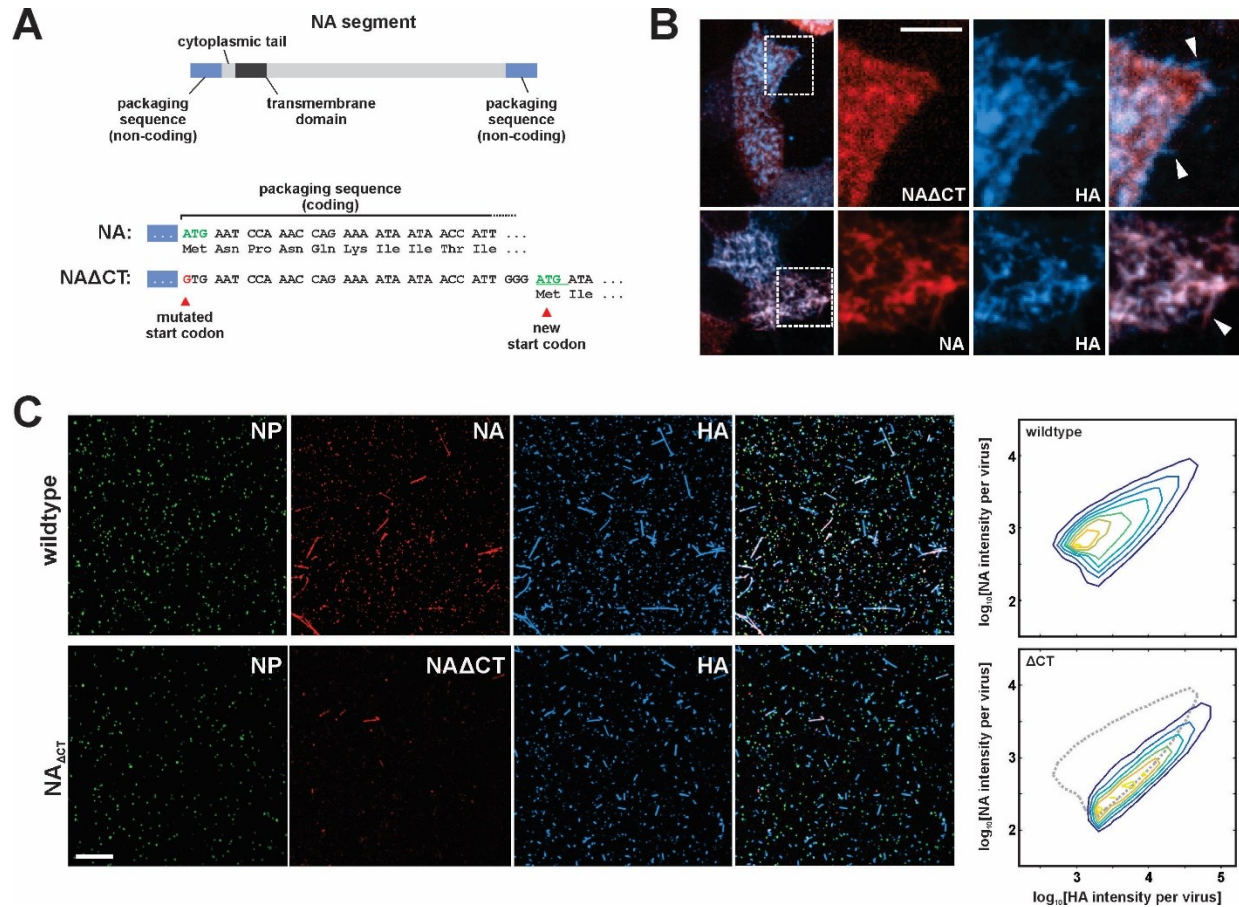 A
NA segment
cytoplasmic tail
packaging
sequence
(non-coding)
transmembrane
domain
packaging
sequence
(non-coding)
packaging sequence
(coding)
NA: ... ATG AAT CCA AAC CAG AAA ATA ATA ACC ATT ...
Met Asn Pro Asn Gln Lys Ile Ile Thr Ile ...
NAΔCT: ... GTG AAT CCA AAC CAG AAA ATA ATA ACC ATT GGG ATG ATA ...
Met Ile ...
mutated
start codon
new
start codon
B
NAΔCT
HA
NA
HA
C
wildtype
NP
NA
HA
NAΔCT
NP
NAΔCT
HA
wildtype
4
3
2
log10[NA intensity per virus]
ΔCT
4
3
2
log10[NA intensity per virus]
3 4 5
log10[HA intensity per virus]